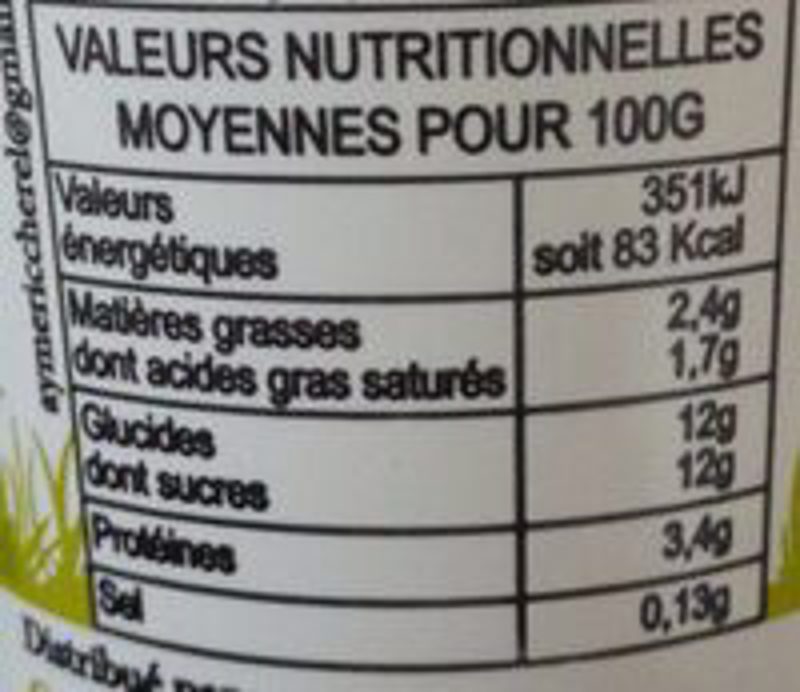 VALEURS NUTRITIONNELLES
MOYENNES POUR 100G
Valeurs
énergétiques
351kJ
soit 83 Kcal
Matières grasses 2,4g
dont acides gras saturés 1,7g
Glucides 12g
dont sucres 12g
Protéines 3,4g
Sel 0,13g
Distribué